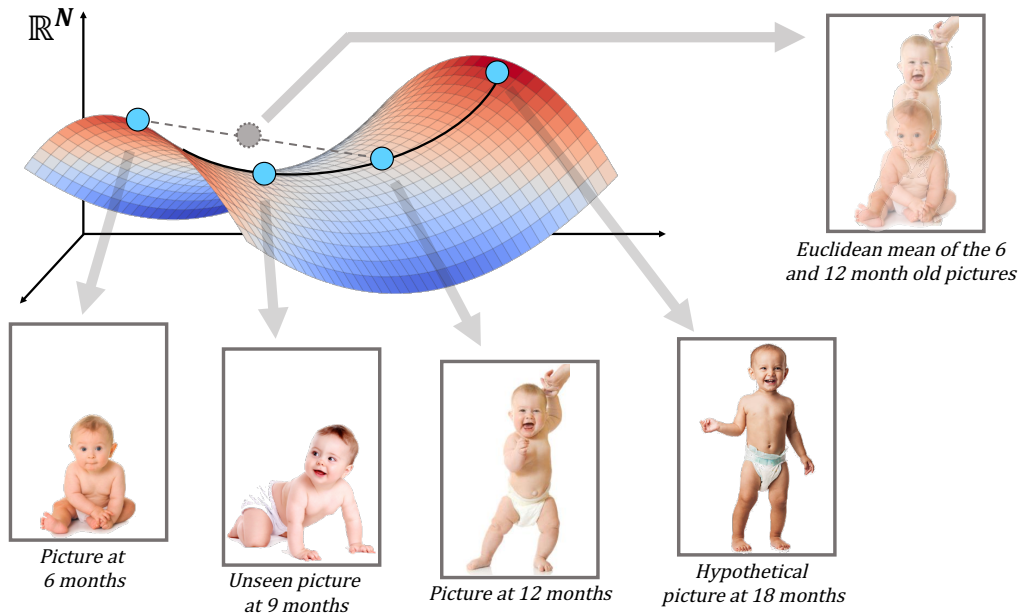 ℝᴺ
Euclidean mean of the 6
and 12 month old pictures
Picture at
6 months
Unseen picture
at 9 months
Picture at 12 months
Hypothetical
picture at 18 months